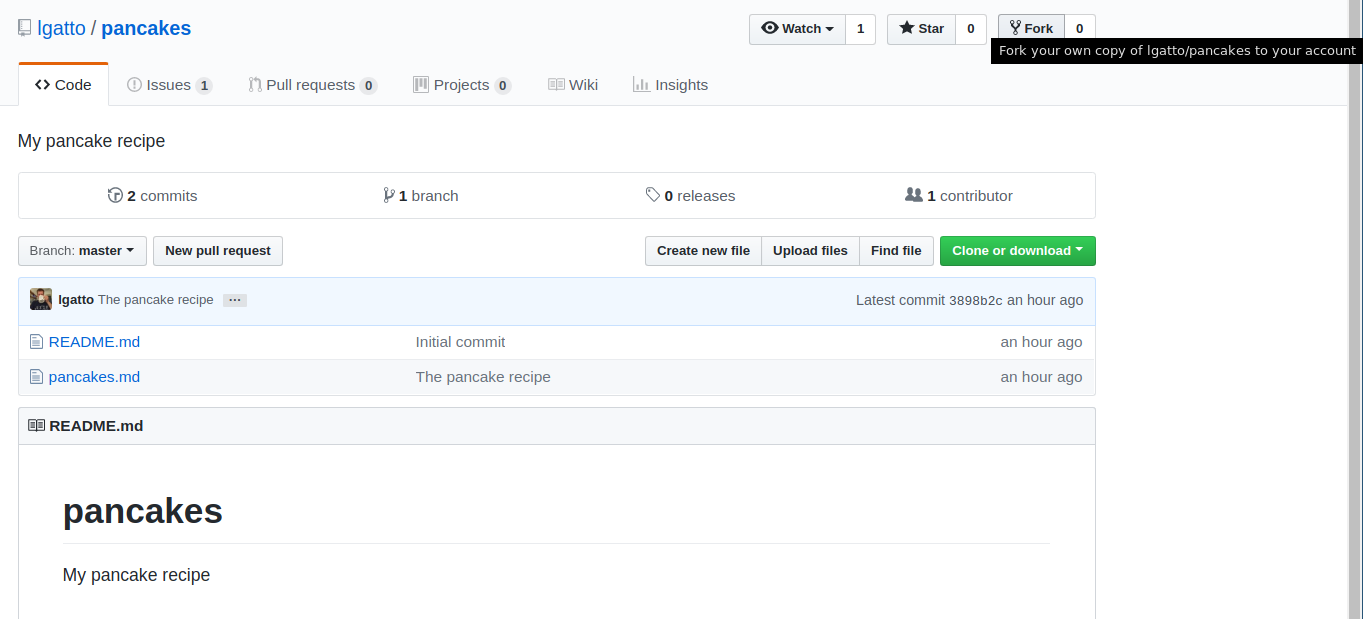 lgatto / pancakes
Watch 1 Star 0 Fork 0
Fork your own copy of lgatto/pancakes to your account
Code Issues 1 Pull requests 0 Projects 0 Wiki Insights
My pancake recipe
2 commits 1 branch 0 releases 1 contributor
Branch: master New pull request Create new file Upload files Find file Clone or download
lgatto The pancake recipe ... Latest commit 3898b2c an hour ago
README.md Initial commit an hour ago
pancakes.md The pancake recipe an hour ago
README.md
pancakes
My pancake recipe